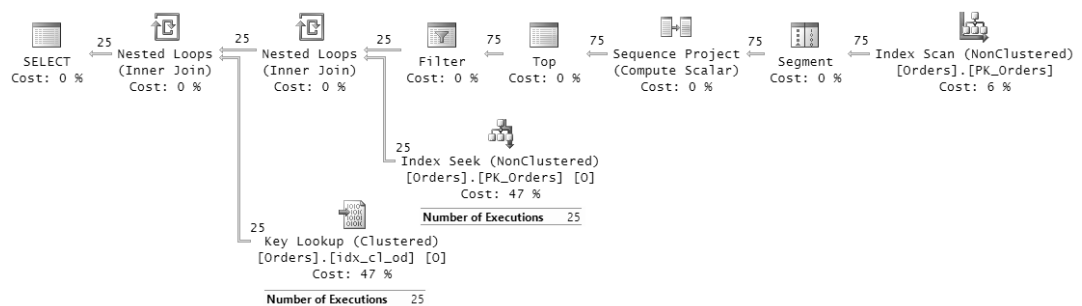 25
SELECT
Cost: 0 %
25
Nested Loops
(Inner Join)
Cost: 0 %
25
Nested Loops
(Inner Join)
Cost: 0 %
75
Filter
Cost: 0 %
75
Top
Cost: 0 %
75
Sequence Project
(Compute Scalar)
Cost: 0 %
75
Segment
Cost: 0 %
Index Scan (NonClustered)
[Orders].[PK_Orders]
Cost: 6 %
25
Index Seek (NonClustered)
[Orders].[PK_Orders] [O]
Cost: 47 %
Number of Executions 25
25
Key Lookup (Clustered)
[Orders].[idx_cl_od] [O]
Cost: 47 %
Number of Executions 25